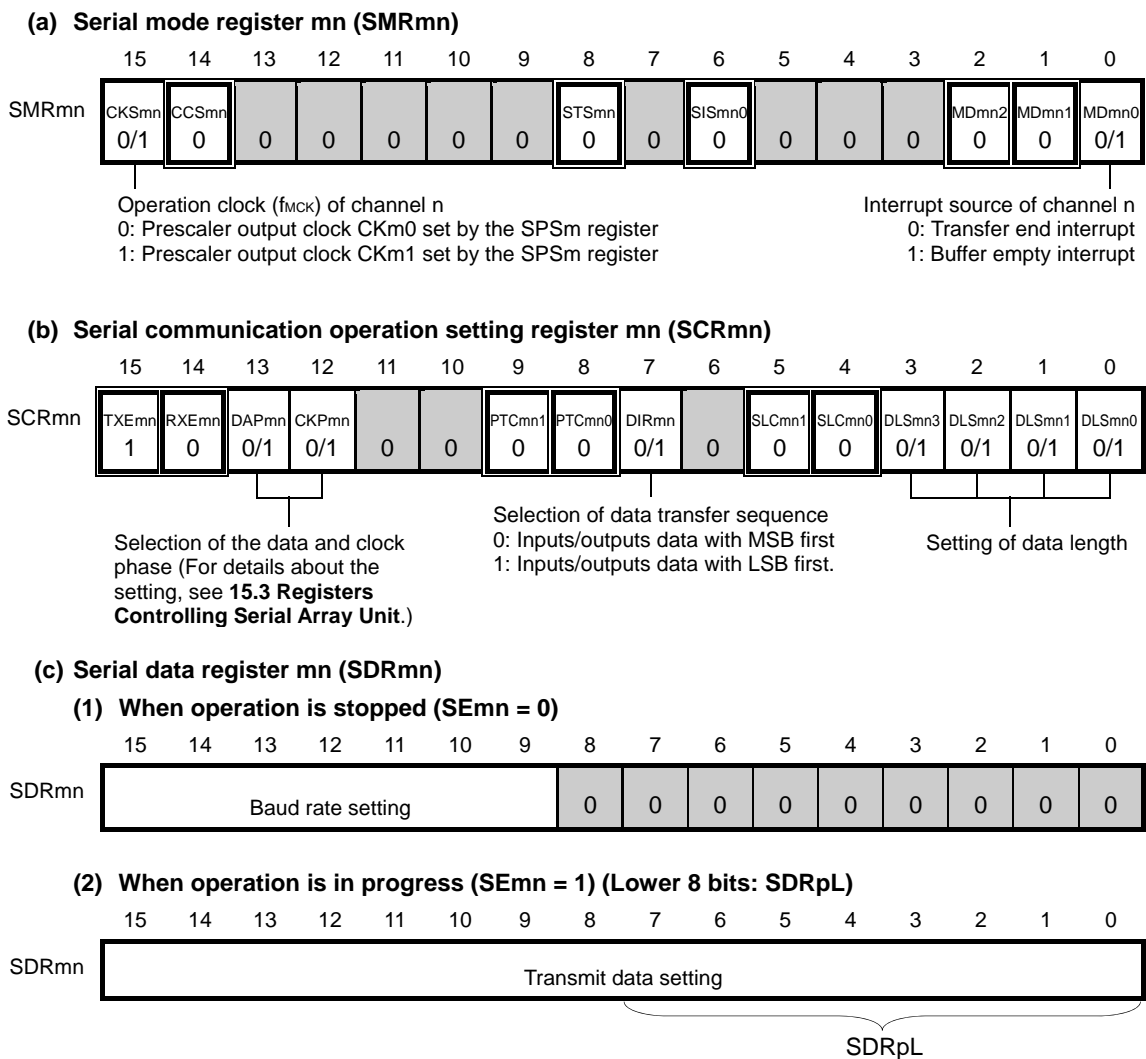 (a) Serial mode register mn (SMRmn)
15 14 13 12 11 10 9 8 7 6 5 4 3 2 1 0
SMRmn CKSmn CCSmn STSmn SISmn0 MDmn2 MDmn1 MDmn0
0/1 0 0 0 0 0 0 0 0 0 0 0 0 0 0 0/1
Operation clock (fMCK) of channel n
0: Prescaler output clock CKm0 set by the SPSm register
1: Prescaler output clock CKm1 set by the SPSm register
Interrupt source of channel n
0: Transfer end interrupt
1: Buffer empty interrupt
(b) Serial communication operation setting register mn (SCRmn)
15 14 13 12 11 10 9 8 7 6 5 4 3 2 1 0
SCRmn TXEmn RXEmn DAPmn CKPmn PTCmn1 PTCmn0 DIRmn SLCmn1 SLCmn0 DLSmn3 DLSmn2 DLSmn1 DLSmn0
1 0 0/1 0/1 0 0 0 0 0/1 0 0 0 0/1 0/1 0/1 0/1
Selection of the data and clock
phase (For details about the
setting, see 15.3 Registers
Controlling Serial Array Unit.)
Selection of data transfer sequence
0: Inputs/outputs data with MSB first
1: Inputs/outputs data with LSB first.
Setting of data length
(c) Serial data register mn (SDRmn)
(1) When operation is stopped (SEmn = 0)
15 14 13 12 11 10 9 8 7 6 5 4 3 2 1 0
SDRmn Baud rate setting 0 0 0 0 0 0 0 0 0
(2) When operation is in progress (SEmn = 1) (Lower 8 bits: SDRpL)
15 14 13 12 11 10 9 8 7 6 5 4 3 2 1 0
SDRmn Transmit data setting
SDRpL